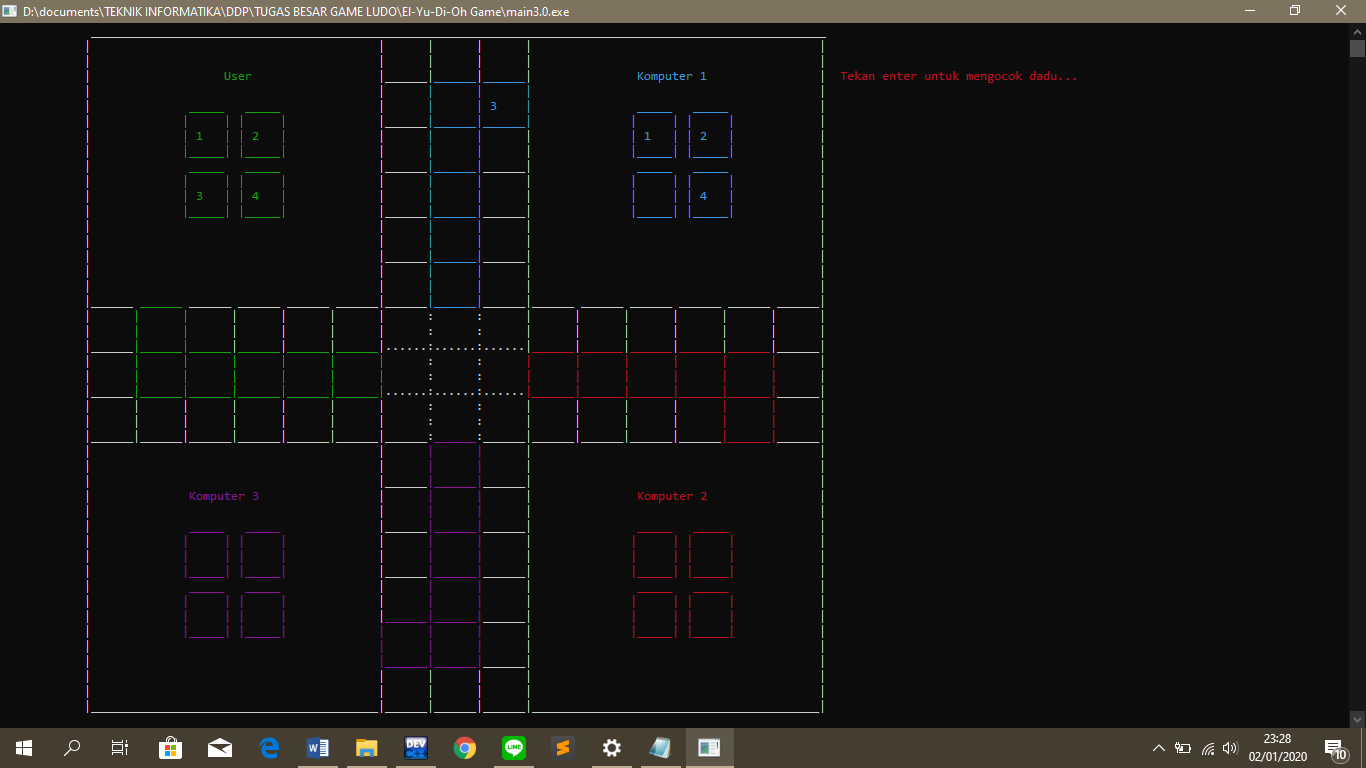 D:\documents\TEKNIK INFORMATIKA\DDP\TUGAS BESAR GAME LUDO\El-Yu-Di-Oh Game\main3.0.exe
User
Komputer 1
Tekan enter untuk mengocok dadu...
3
1 2
1 2
3 4
4
Komputer 3
Komputer 2
DEV C++
LINE
23:28
02/01/2020
10